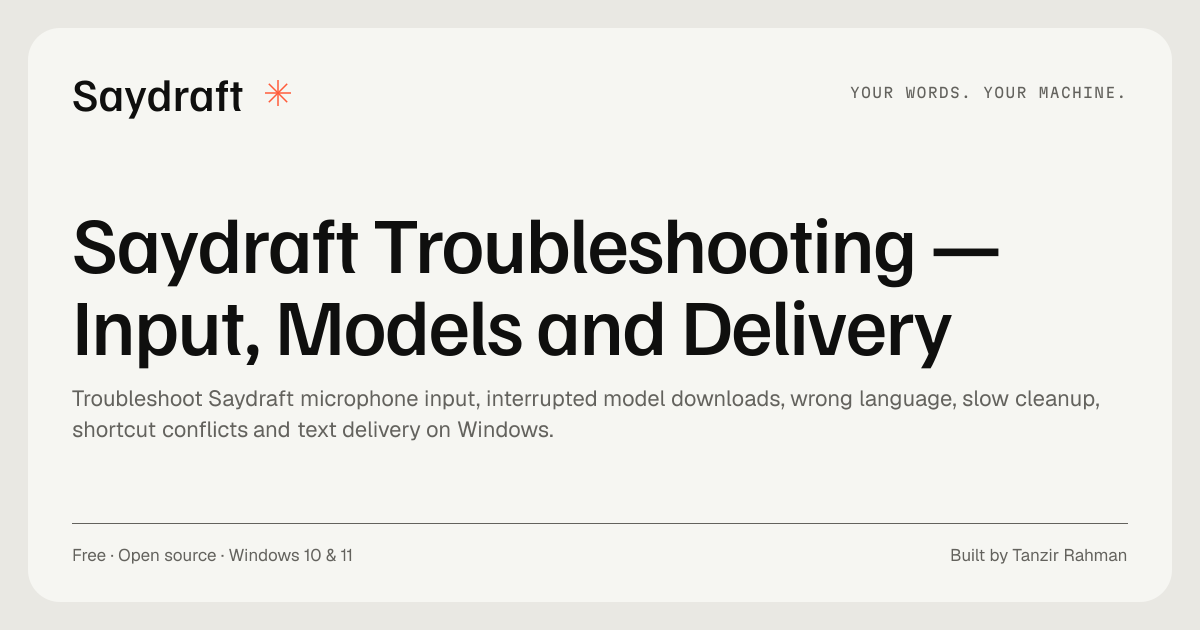 Saydraft
YOUR WORDS. YOUR MACHINE.
Saydraft Troubleshooting —
Input, Models and Delivery
Troubleshoot Saydraft microphone input, interrupted model downloads, wrong language, slow cleanup,
shortcut conflicts and text delivery on Windows.
Free · Open source · Windows 10 & 11
Built by Tanzir Rahman